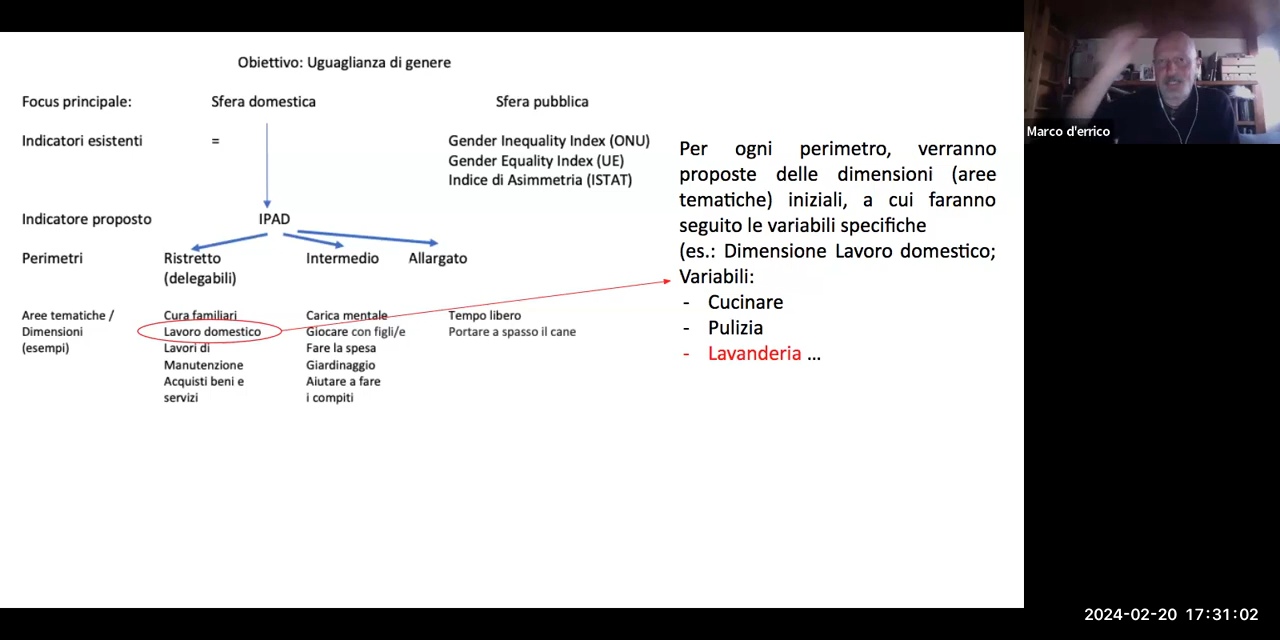 Obiettivo: Uguaglianza di genere
Focus principale: Sfera domestica Sfera pubblica
Indicatori esistenti = Gender Inequality Index (ONU)
Gender Equality Index (UE)
Indice di Asimmetria (ISTAT)
Indicatore proposto IPAD
Perimetri Ristretto Intermedio Allargato
(delegabili)
Aree tematiche / Cura familiari Carica mentale Tempo libero
Dimensioni Lavoro domestico Giocare con figli/e Portare a spasso il cane
(esempi) Lavori di Fare la spesa
Manutenzione Giardinaggio
Acquisti beni e Aiutare a fare
servizi i compiti
Per ogni perimetro, verranno
proposte delle dimensioni (aree
tematiche) iniziali, a cui faranno
seguito le variabili specifiche
(es.: Dimensione Lavoro domestico;
Variabili:
- Cucinare
- Pulizia
- Lavanderia ...
Marco d'errico
2024-02-20 17:31:02